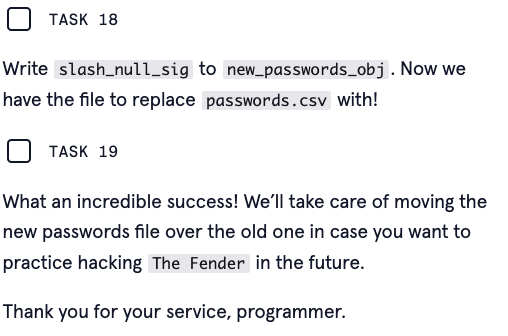 TASK 18
Write slash_null_sig to new_passwords_obj. Now we
have the file to replace passwords.csv with!
TASK 19
What an incredible success! We’ll take care of moving the
new passwords file over the old one in case you want to
practice hacking The Fender in the future.
Thank you for your service, programmer.